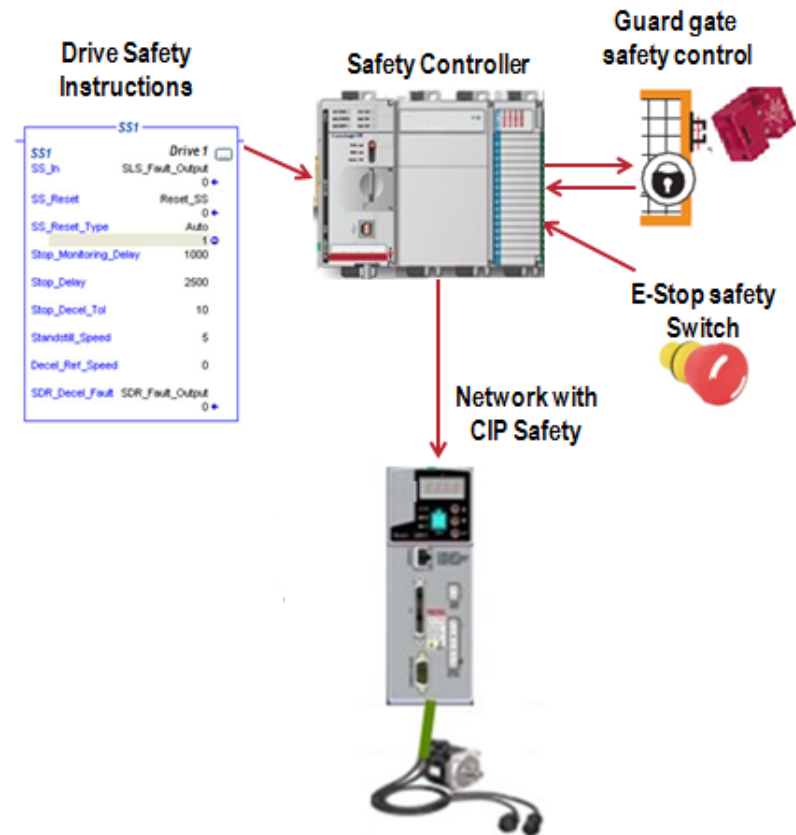 Drive Safety
Instructions
Safety Controller
Guard gate
safety control
SS1
SS1 Drive 1
SS_In SLS_Fault_Output
0
SS_Reset Reset_SS
0
SS_Reset_Type Auto
1
Stop_Monitoring_Delay 1000
Stop_Delay 2500
Stop_Decel_Tol 10
Standstill_Speed 5
Decel_Ref_Speed 0
SDR_Decel_Fault SDR_Fault_Output
0
E-Stop safety
Switch
Network with
CIP Safety